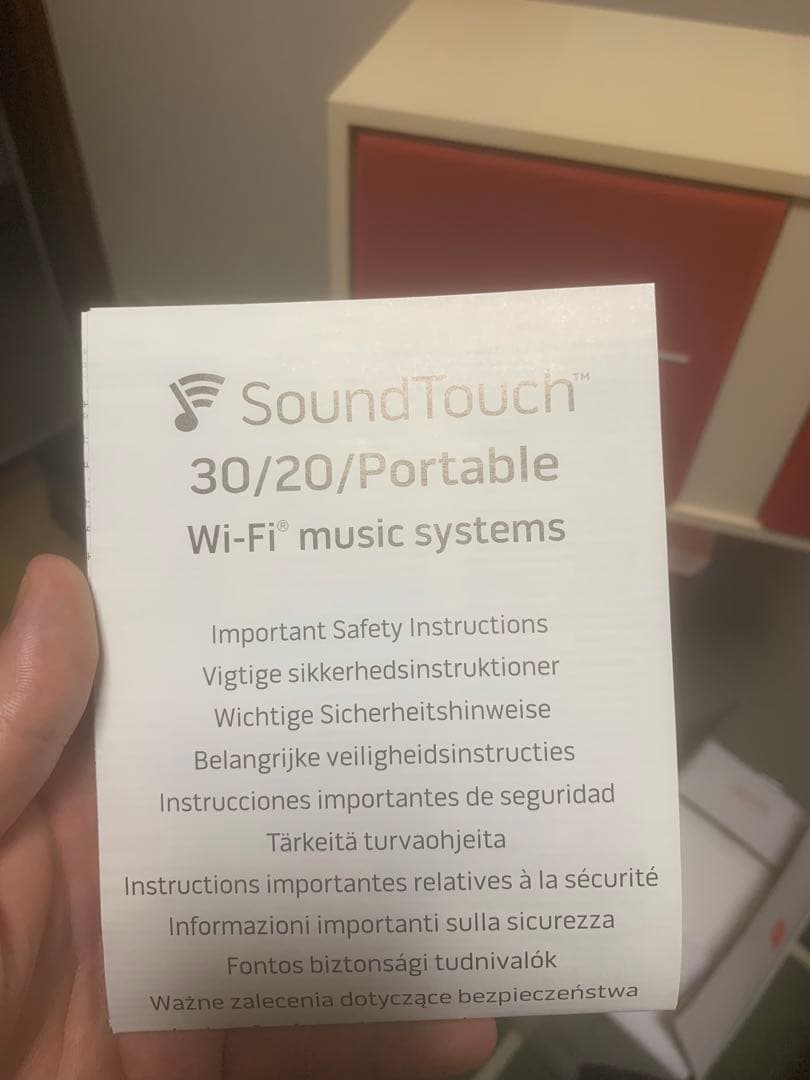 SoundTouch™
30/20/Portable
Wi-Fi® music systems
Important Safety Instructions
Vigtige sikkerhedsinstruktioner
Wichtige Sicherheitshinweise
Belangrijke veiligheidsinstructies
Instrucciones importantes de seguridad
Tärkeitä turvaohjeita
Instructions importantes relatives à la sécurité
Informazioni importanti sulla sicurezza
Fontos biztonsági tudnivalók
Ważne zalecenia dotyczące bezpieczeństwa